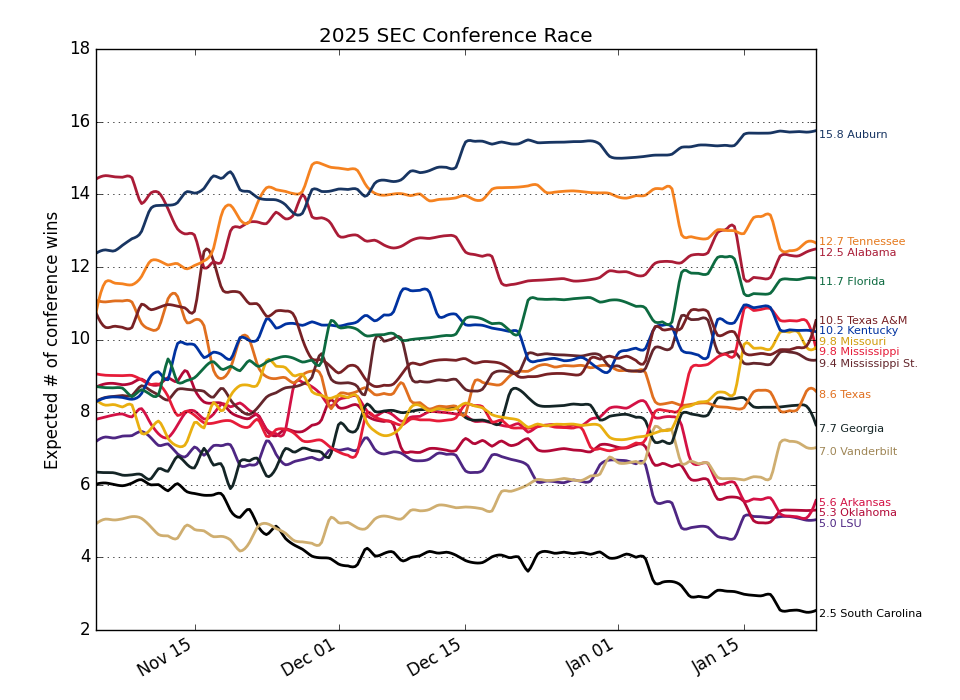 2025 SEC Conference Race
Expected # of conference wins
18
16
14
12
10
8
6
4
2
Nov 15
Dec 01
Dec 15
Jan 01
Jan 15
15.8 Auburn
12.7 Tennessee
12.5 Alabama
11.7 Florida
10.5 Texas A&M
10.2 Kentucky
9.8 Missouri
9.8 Mississippi
9.4 Mississippi St.
8.6 Texas
7.7 Georgia
7.0 Vanderbilt
5.6 Arkansas
5.3 Oklahoma
5.0 LSU
2.5 South Carolina